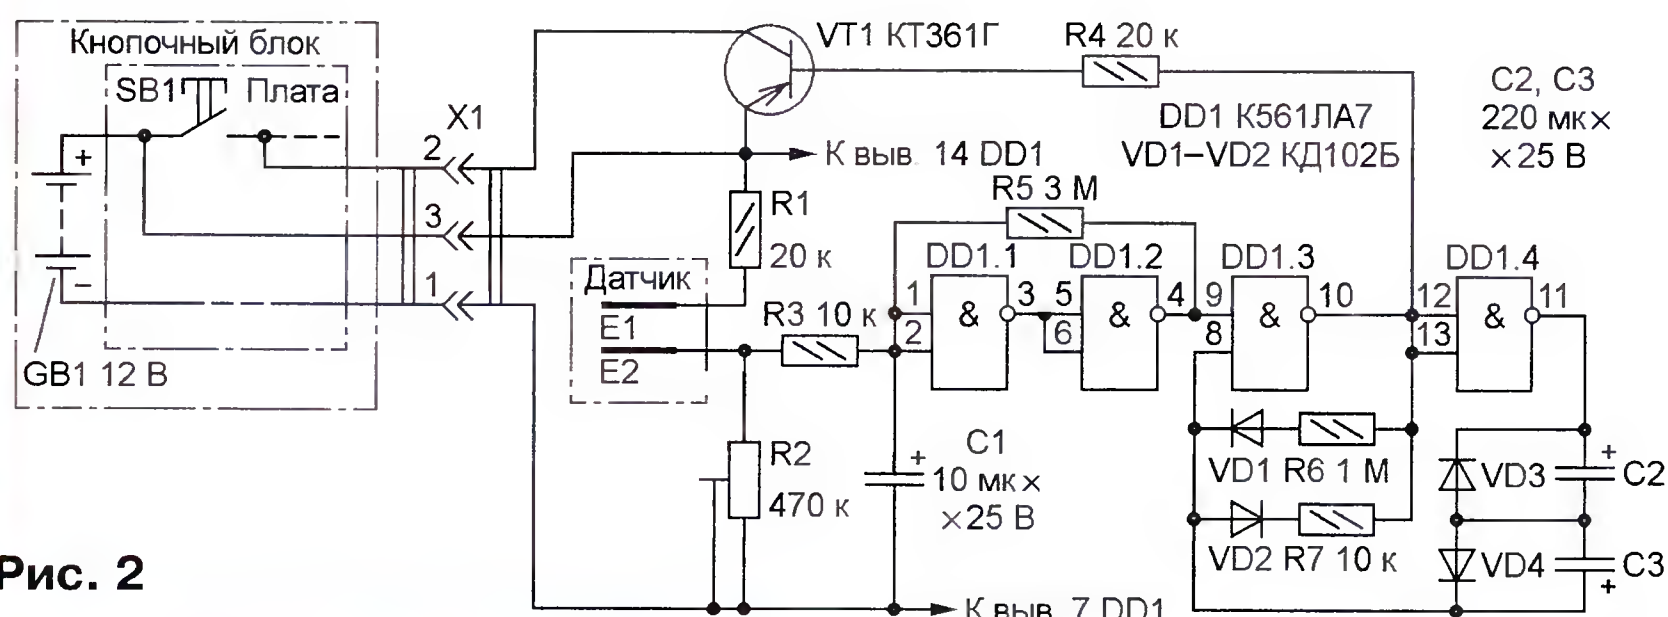 Кнопочный блок
SB1 Плата
+
–
GB1 12 В
X1
2
3
1
VT1 КТ361Г
R4 20 к
C2, C3
220 мк×
×25 В
DD1 К561ЛА7
VD1–VD2 КД102Б
К выв. 14 DD1
R5 3 М
R1
20 к
Датчик
E1
E2
R3 10 к
DD1.1
DD1.2
DD1.3
DD1.4
1
2
&
3
5
6
&
4
9
8
&
10
12
13
&
11
R2
470 к
+
C1
10 мк×
×25 В
VD1 R6 1 М
VD2 R7 10 к
VD3
+
C2
VD4
+
C3
К выв. 7 DD1
Рис. 2